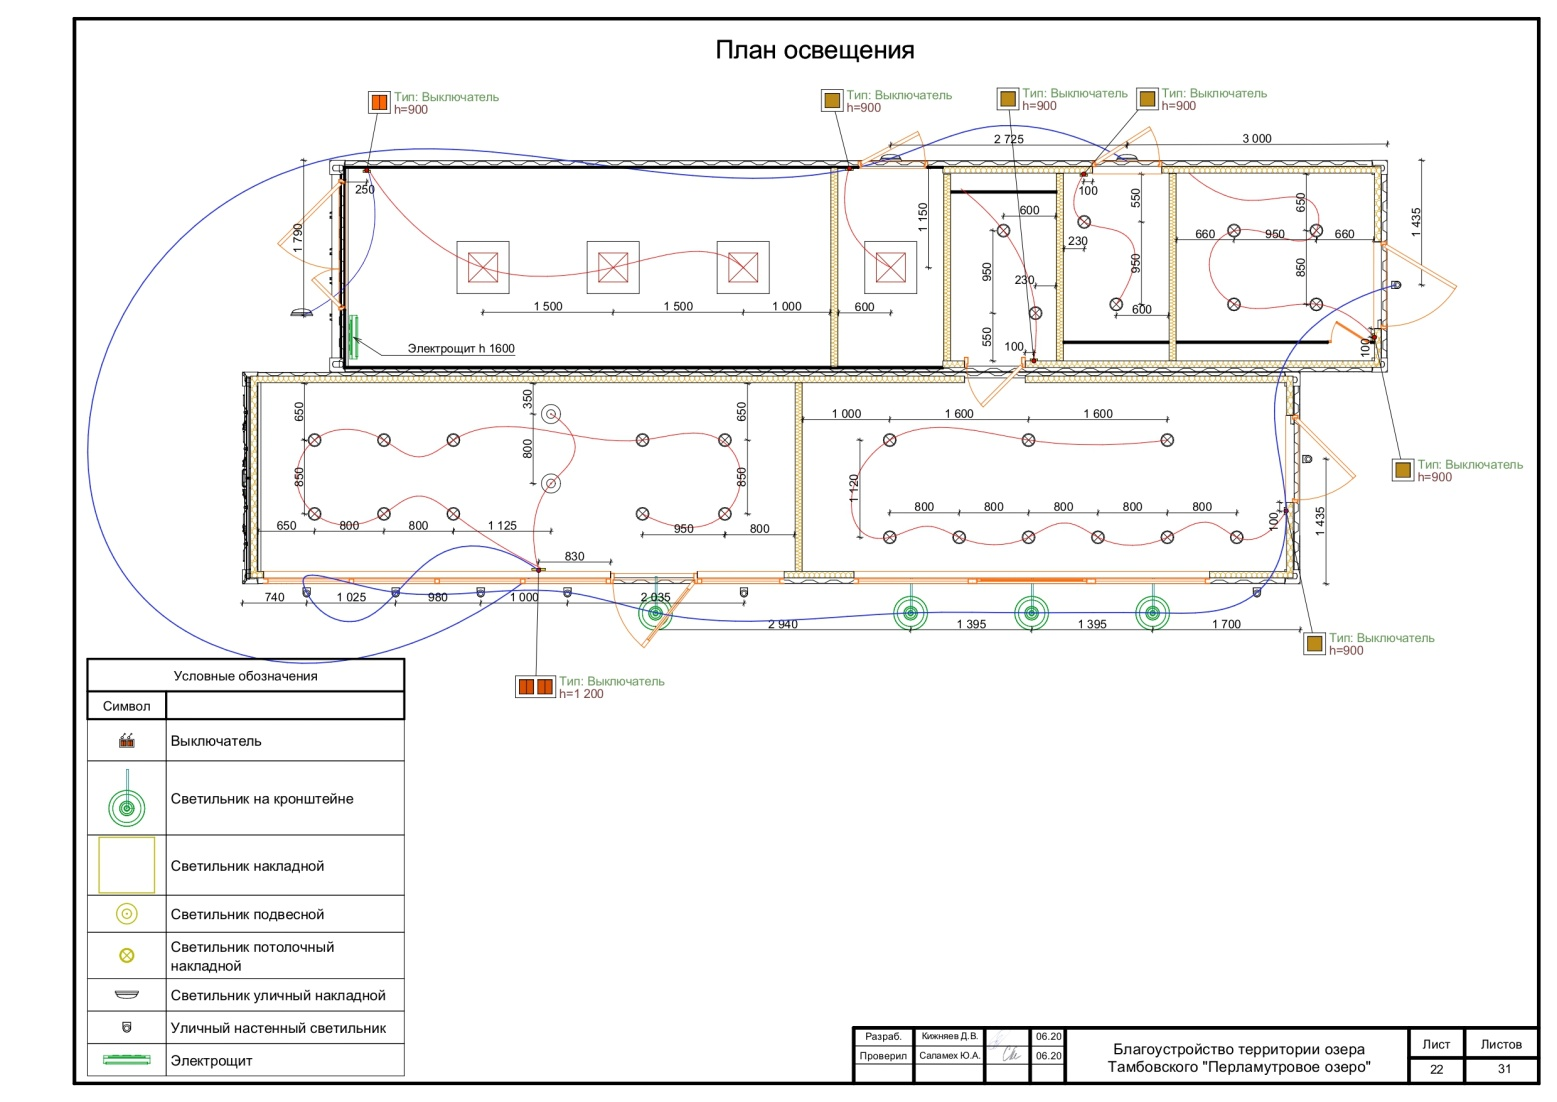 План освещения
Тип: Выключатель
h=900
Тип: Выключатель
h=900
Тип: Выключатель
h=900
Тип: Выключатель
h=900
2 725
3 000
250
100
1 790
1 150
600
550
230
950
650
1 435
660
950
660
950
230
850
600
1 500
1 500
1 000
600
550
100
100
Электрощит h 1600
650
350
650
1 000
1 600
1 600
800
850
850
1 120
Тип: Выключатель
h=900
650
800
800
1 125
950
800
800
800
800
800
800
100
1 435
830
740
1 025
980
1 000
2 035
2 940
1 395
1 395
1 700
Тип: Выключатель
h=900
Тип: Выключатель
h=1 200
Условные обозначения
Символ
Выключатель
Светильник на кронштейне
Светильник накладной
Светильник подвесной
Светильник потолочный
накладной
Светильник уличный накладной
Уличный настенный светильник
Электрощит
Разраб. Кижняев Д.В. 06.20
Проверил Саламех Ю.А. 06.20
Благоустройство территории озера
Тамбовского "Перламутровое озеро"
Лист Листов
22 31